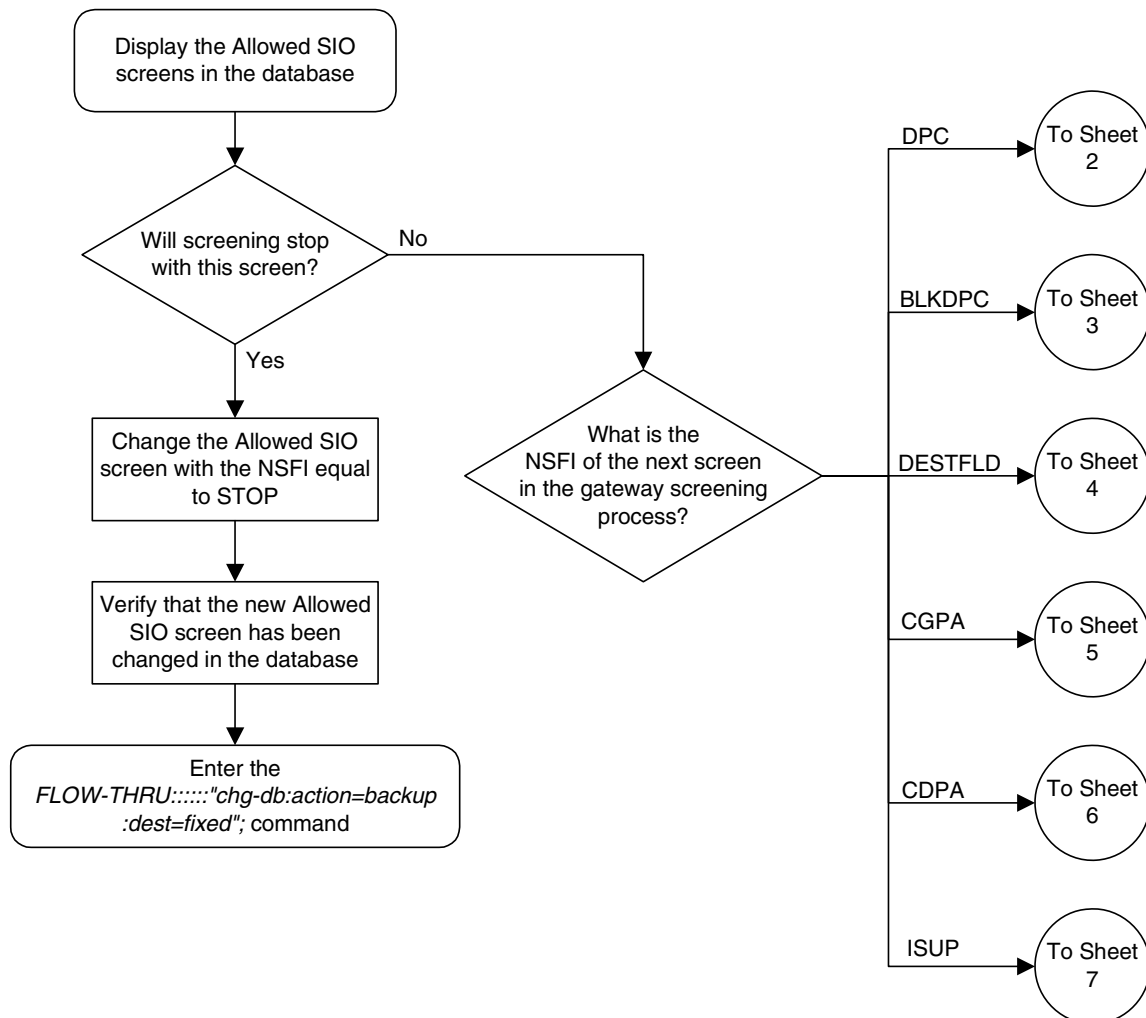 Display the Allowed SIO
screens in the database
Will screening stop
with this screen?
No
Yes
Change the Allowed SIO
screen with the NSFI equal
to STOP
Verify that the new Allowed
SIO screen has been
changed in the database
Enter the
FLOW-THRU::::::"chg-db:action=backup
:dest=fixed"; command
What is the
NSFI of the next screen
in the gateway screening
process?
DPC
To Sheet
2
BLKDPC
To Sheet
3
DESTFLD
To Sheet
4
CGPA
To Sheet
5
CDPA
To Sheet
6
ISUP
To Sheet
7